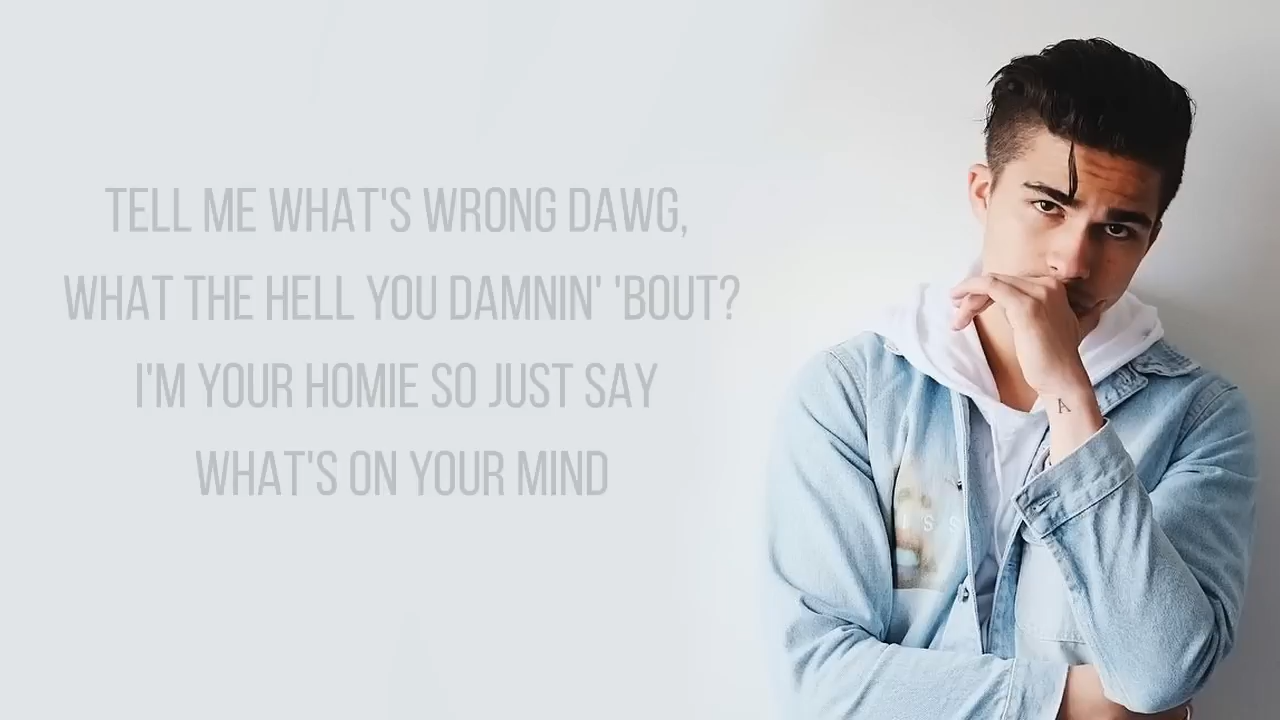 TELL ME WHAT'S WRONG DAWG,
WHAT THE HELL YOU DAMNIN' 'BOUT?
I'M YOUR HOMIE SO JUST SAY
WHAT'S ON YOUR MIND
A
ISS